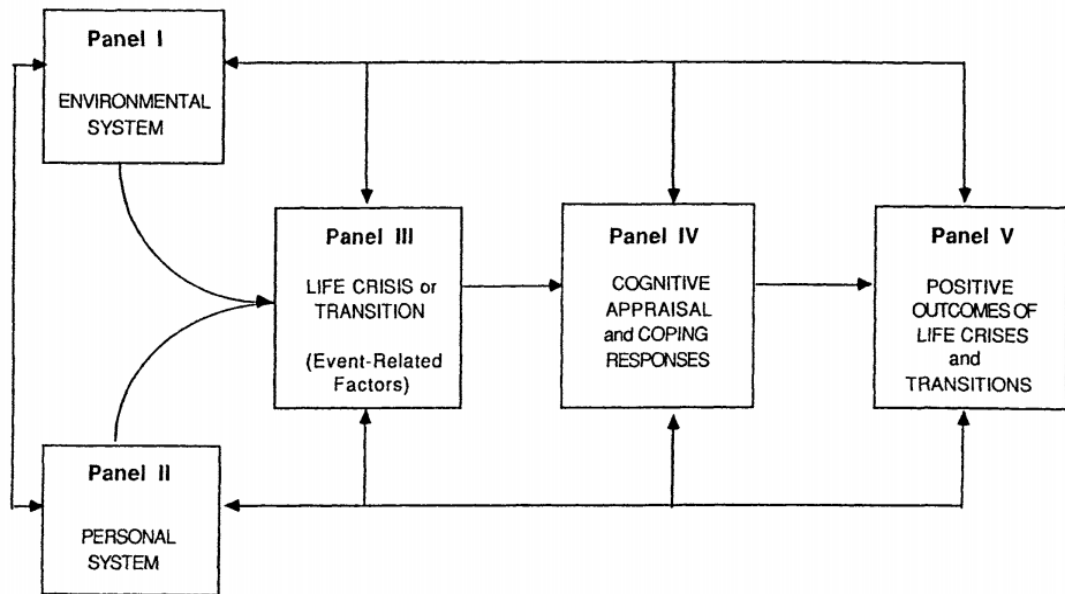 Panel I
ENVIRONMENTAL
SYSTEM
Panel III
LIFE CRISIS or
TRANSITION
(Event-Related
Factors)
Panel IV
COGNITIVE
APPRAISAL
and COPING
RESPONSES
Panel V
POSITIVE
OUTCOMES OF
LIFE CRISES
and
TRANSITIONS
Panel II
PERSONAL
SYSTEM